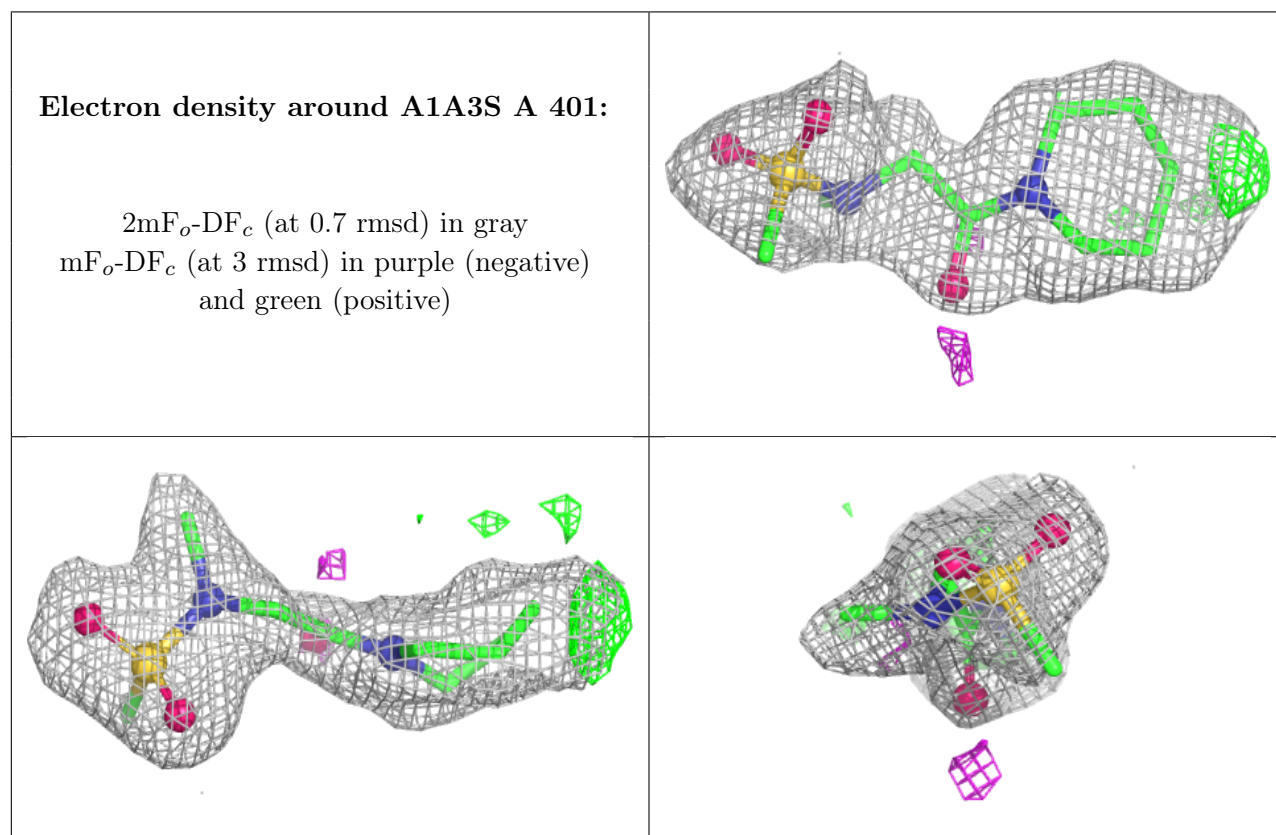 Electron density around A1A3S A 401:
2mFo-DFc (at 0.7 rmsd) in gray
mFo-DFc (at 3 rmsd) in purple (negative)
and green (positive)